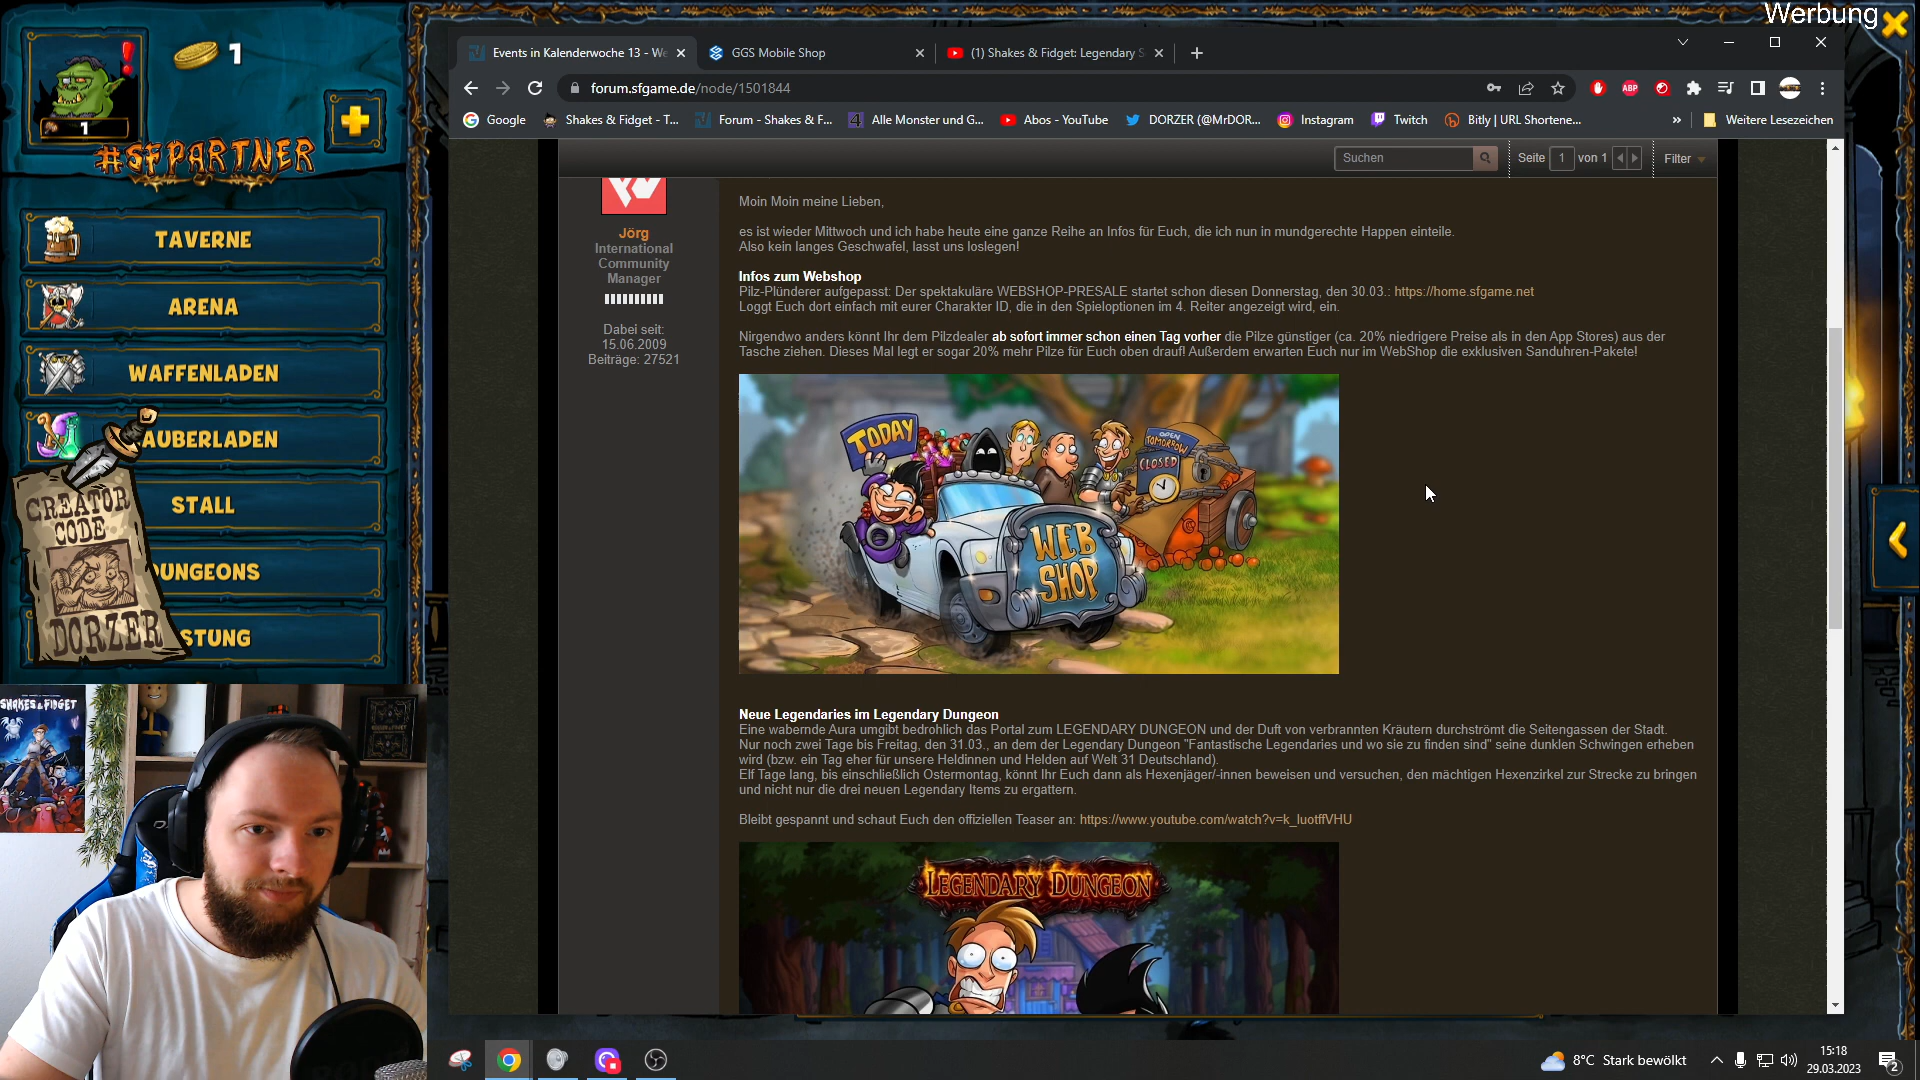 Werbung
1
1
#SFPARTNER
TAVERNE
ARENA
WAFFENLADEN
AUBERLADEN
STALL
UNGEONS
STUNG
CREATOR
CODE
DORZER
SHAKES & FIDGET
Events in Kalenderwoche 13 - We
GGS Mobile Shop
(1) Shakes & Fidget: Legendary S
forum.sfgame.de/node/1501844
ABP
Google
Shakes & Fidget - T...
Forum - Shakes & F...
Alle Monster und G...
Abos - YouTube
DORZER (@MrDOR...
Instagram
Twitch
Bitly | URL Shortene...
»
Weitere Lesezeichen
Suchen
Seite 1 von 1
Filter
Jörg
International
Community
Manager
Dabei seit:
15.06.2009
Beiträge: 27521
Moin Moin meine Lieben,
es ist wieder Mittwoch und ich habe heute eine ganze Reihe an Infos für Euch, die ich nun in mundgerechte Happen einteile.
Also kein langes Geschwafel, lasst uns loslegen!
Infos zum Webshop
Pilz-Plünderer aufgepasst: Der spektakuläre WEBSHOP-PRESALE startet schon diesen Donnerstag, den 30.03.: https://home.sfgame.net
Loggt Euch dort einfach mit eurer Charakter ID, die in den Spieloptionen im 4. Reiter angezeigt wird, ein.
Nirgendwo anders könnt Ihr dem Pilzdealer ab sofort immer schon einen Tag vorher die Pilze günstiger (ca. 20% niedrigere Preise als in den App Stores) aus der
Tasche ziehen. Dieses Mal legt er sogar 20% mehr Pilze für Euch oben drauf! Außerdem erwarten Euch nur im WebShop die exklusiven Sanduhren-Pakete!
TODAY
OPEN
TOMORROW
CLOSED
WEB
SHOP
Neue Legendaries im Legendary Dungeon
Eine wabernde Aura umgibt bedrohlich das Portal zum LEGENDARY DUNGEON und der Duft von verbrannten Kräutern durchströmt die Seitengassen der Stadt.
Nur noch zwei Tage bis Freitag, den 31.03., an dem der Legendary Dungeon "Fantastische Legendaries und wo sie zu finden sind" seine dunklen Schwingen erheben
wird (bzw. ein Tag eher für unsere Heldinnen und Helden auf Welt 31 Deutschland).
Elf Tage lang, bis einschließlich Ostermontag, könnt Ihr Euch dann als Hexenjäger/-innen beweisen und versuchen, den mächtigen Hexenzirkel zur Strecke zu bringen
und nicht nur die drei neuen Legendary Items zu ergattern.
Bleibt gespannt und schaut Euch den offiziellen Teaser an: https://www.youtube.com/watch?v=k_luotffVHU
LEGENDARY DUNGEON
8°C Stark bewölkt
15:18
29.03.2023
2